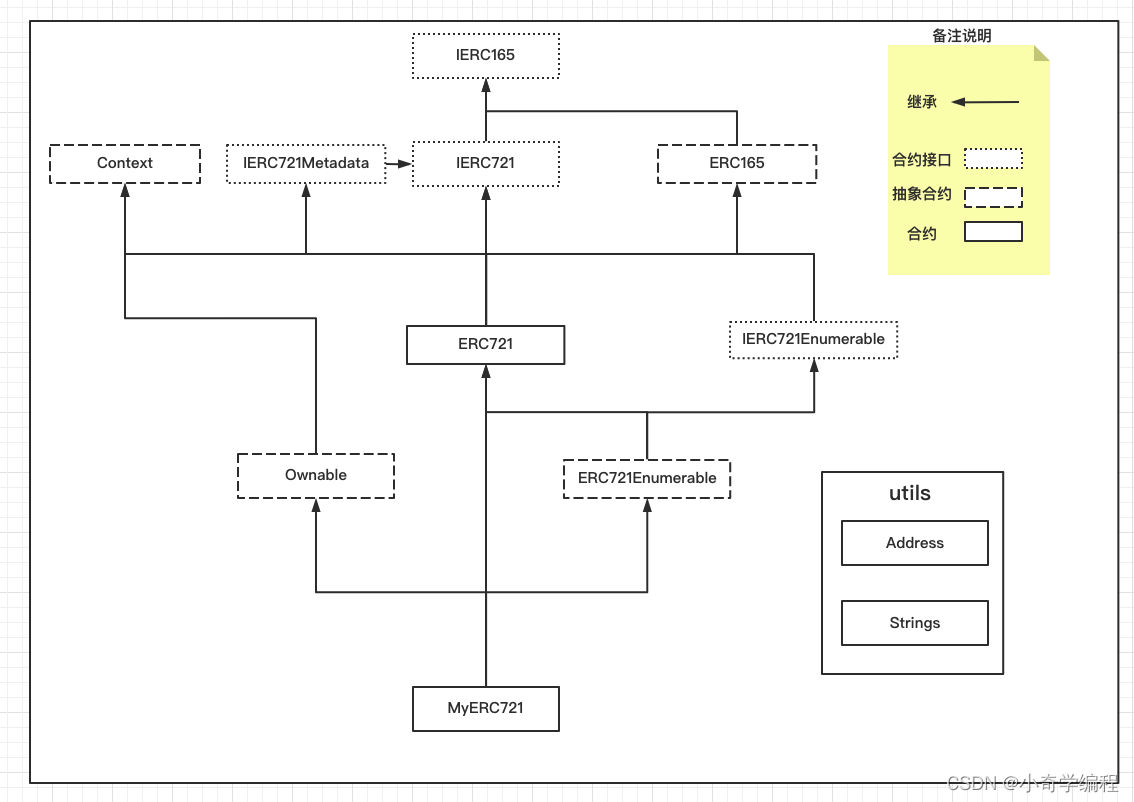 备注说明
IERC165
继承
Context
IERC721Metadata
IERC721
ERC165
合约接口
抽象合约
合约
ERC721
IERC721Enumerable
Ownable
ERC721Enumerable
utils
Address
Strings
MyERC721
CSDN @小奇学编程